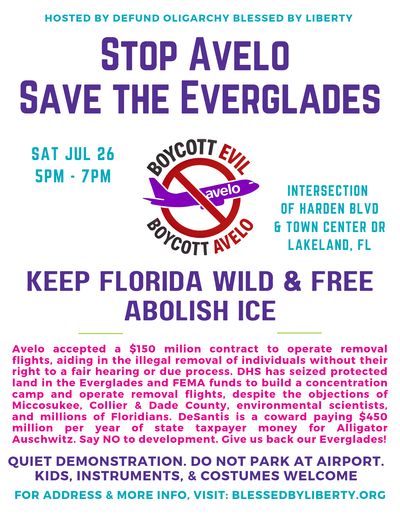 HOSTED BY DEFUND OLIGARCHY BLESSED BY LIBERTY
STOP AVELO
SAVE THE EVERGLADES
SAT JUL 26
5PM - 7PM
BOYCOTT EVIL
avelo
BOYCOTT AVELO
INTERSECTION
OF HARDEN BLVD
& TOWN CENTER DR
LAKELAND, FL
KEEP FLORIDA WILD & FREE
ABOLISH ICE
Avelo accepted a $150 milion contract to operate removal
flights, aiding in the illegal removal of individuals without their
right to a fair hearing or due process. DHS has seized protected
land in the Everglades and FEMA funds to build a concentration
camp and operate removal flights, despite the objections of
Miccosukee, Collier & Dade County, environmental scientists,
and millions of Floridians. DeSantis is a coward paying $450
million per year of state taxpayer money for Alligator
Auschwitz. Say NO to development. Give us back our Everglades!
QUIET DEMONSTRATION. DO NOT PARK AT AIRPORT.
KIDS, INSTRUMENTS, & COSTUMES WELCOME
FOR ADDRESS & MORE INFO, VISIT: BLESSEDBYLIBERTY.ORG